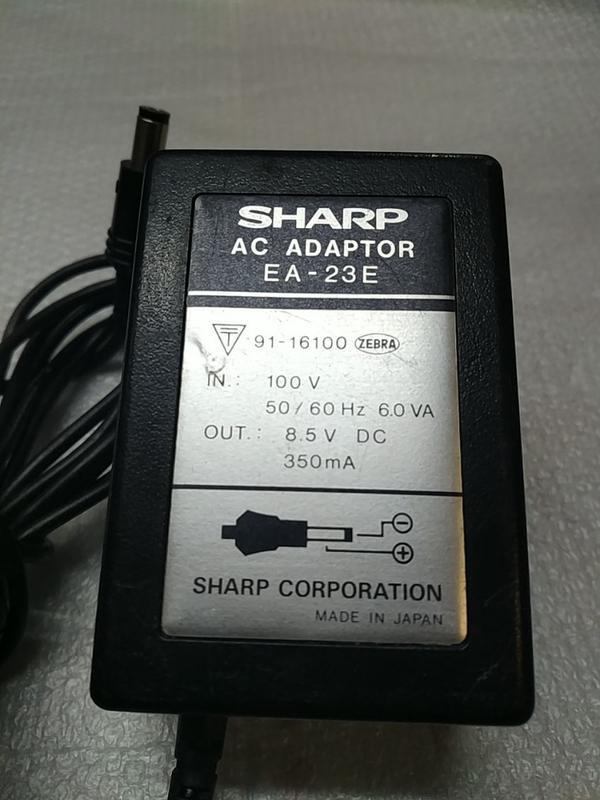 SHARP
AC ADAPTOR
EA-23E
T 91-16100 ZEBRA
IN.: 100 V
50/60 Hz 6.0 VA
OUT.: 8.5 V DC
350mA
SHARP CORPORATION
MADE IN JAPAN